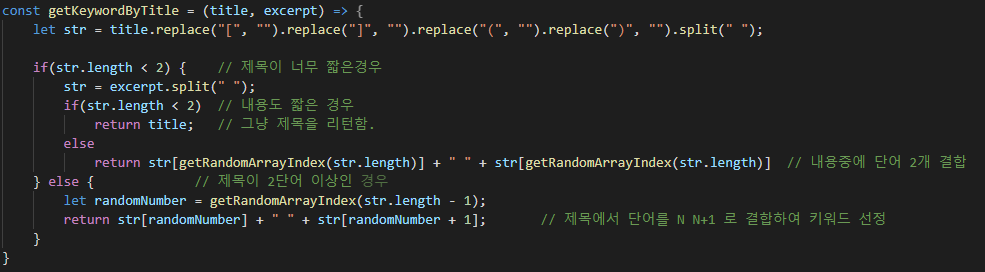 const getKeywordByTitle = (title, excerpt) => {
    let str = title.replace("[", "").replace("]", "").replace("(", "").replace(")", "").split(" ");
    if(str.length < 2) {    // 제목이 너무 짧은경우
        str = excerpt.split(" ");
        if(str.length < 2)  // 내용도 짧은 경우
            return title;   // 그냥 제목을 리턴함.
        else
            return str[getRandomArrayIndex(str.length)] + " " + str[getRandomArrayIndex(str.length)]  // 내용중에 단어 2개 결합
    } else {             // 제목이 2단어 이상인 경우
        let randomNumber = getRandomArrayIndex(str.length - 1);
        return str[randomNumber] + " " + str[randomNumber + 1];       // 제목에서 단어를 N N+1 로 결합하여 키워드 선정
    }
}